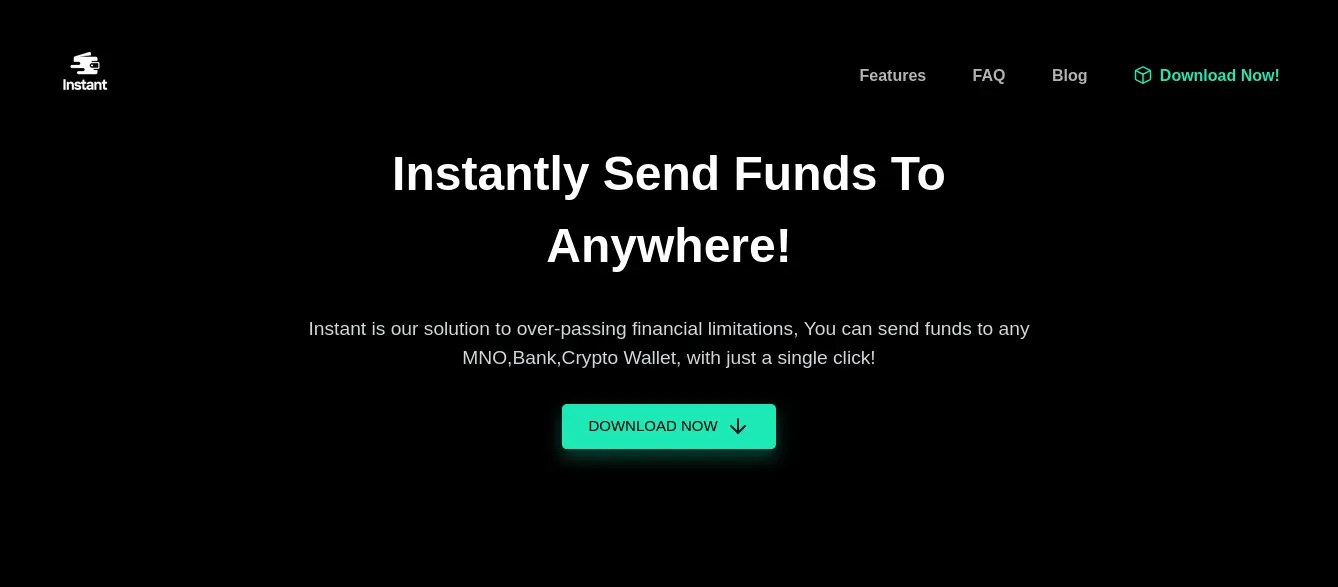 Instant
Features
FAQ
Blog
Download Now!
Instantly Send Funds To
Anywhere!
Instant is our solution to over-passing financial limitations, You can send funds to any
MNO,Bank,Crypto Wallet, with just a single click!
DOWNLOAD NOW